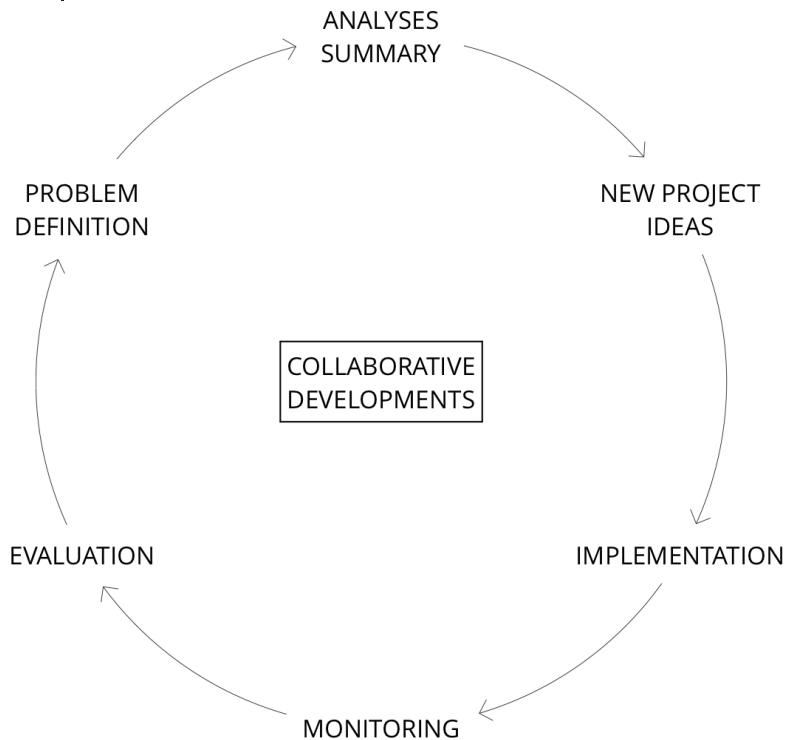 ANALYSES
SUMMARY
PROBLEM
DEFINITION
NEW PROJECT
IDEAS
COLLABORATIVE
DEVELOPMENTS
EVALUATION
IMPLEMENTATION
MONITORING